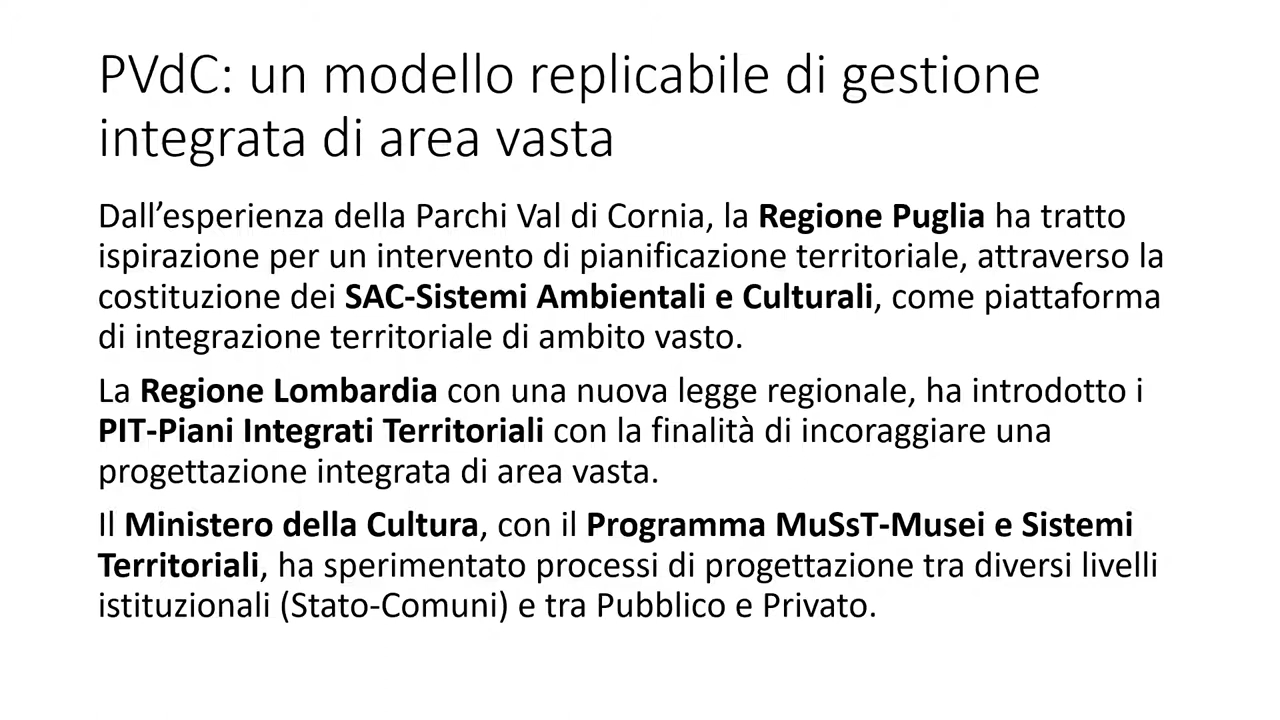 PVdC: un modello replicabile di gestione
integrata di area vasta
Dall’esperienza della Parchi Val di Cornia, la Regione Puglia ha tratto
ispirazione per un intervento di pianificazione territoriale, attraverso la
costituzione dei SAC-Sistemi Ambientali e Culturali, come piattaforma
di integrazione territoriale di ambito vasto.
La Regione Lombardia con una nuova legge regionale, ha introdotto i
PIT-Piani Integrati Territoriali con la finalità di incoraggiare una
progettazione integrata di area vasta.
Il Ministero della Cultura, con il Programma MuSsT-Musei e Sistemi
Territoriali, ha sperimentato processi di progettazione tra diversi livelli
istituzionali (Stato-Comuni) e tra Pubblico e Privato.